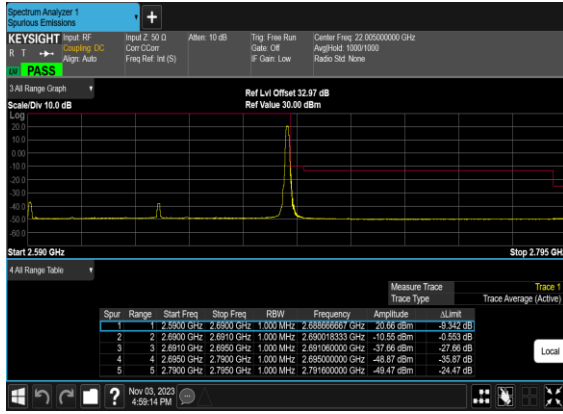 Spectrum Analyzer 1
Spurious Emissions
+
KEYSIGHT Input: RF Input Z: 50 Ω Atten: 10 dB Trig: Free Run Center Freq: 22.005000000 GHz
R T Coupling: DC Corr CCorr Gate: Off Avg|Hold: 1000/1000
Align: Auto Freq Ref: Int (S) IF Gain: Low Radio Std: None
PASS
3 All Range Graph
Ref Lvl Offset 32.97 dB
Scale/Div 10.0 dB Ref Value 30.00 dBm
Log
20.0
10.0
0.00
-10.0
-20.0
-30.0
-40.0
-50.0
-60.0
Start 2.590 GHz Stop 2.795 GHz
4 All Range Table
Measure Trace Trace 1
Trace Type Trace Average (Active)
Spur Range Start Freq Stop Freq RBW Frequency Amplitude ΔLimit
1 1 2.5900 GHz 2.6900 GHz 1.000 MHz 2.688666667 GHz 20.66 dBm -9.342 dB
2 2 2.6900 GHz 2.6910 GHz 1.000 MHz 2.690018333 GHz -10.55 dBm -0.553 dB
3 3 2.6910 GHz 2.6950 GHz 1.000 MHz 2.691060000 GHz -37.66 dBm -27.66 dB
4 4 2.6950 GHz 2.7900 GHz 1.000 MHz 2.695000000 GHz -48.87 dBm -35.87 dB
5 5 2.7900 GHz 2.7950 GHz 1.000 MHz 2.791600000 GHz -49.47 dBm -24.47 dB
Local
? Nov 03, 2023
4:59:14 PM